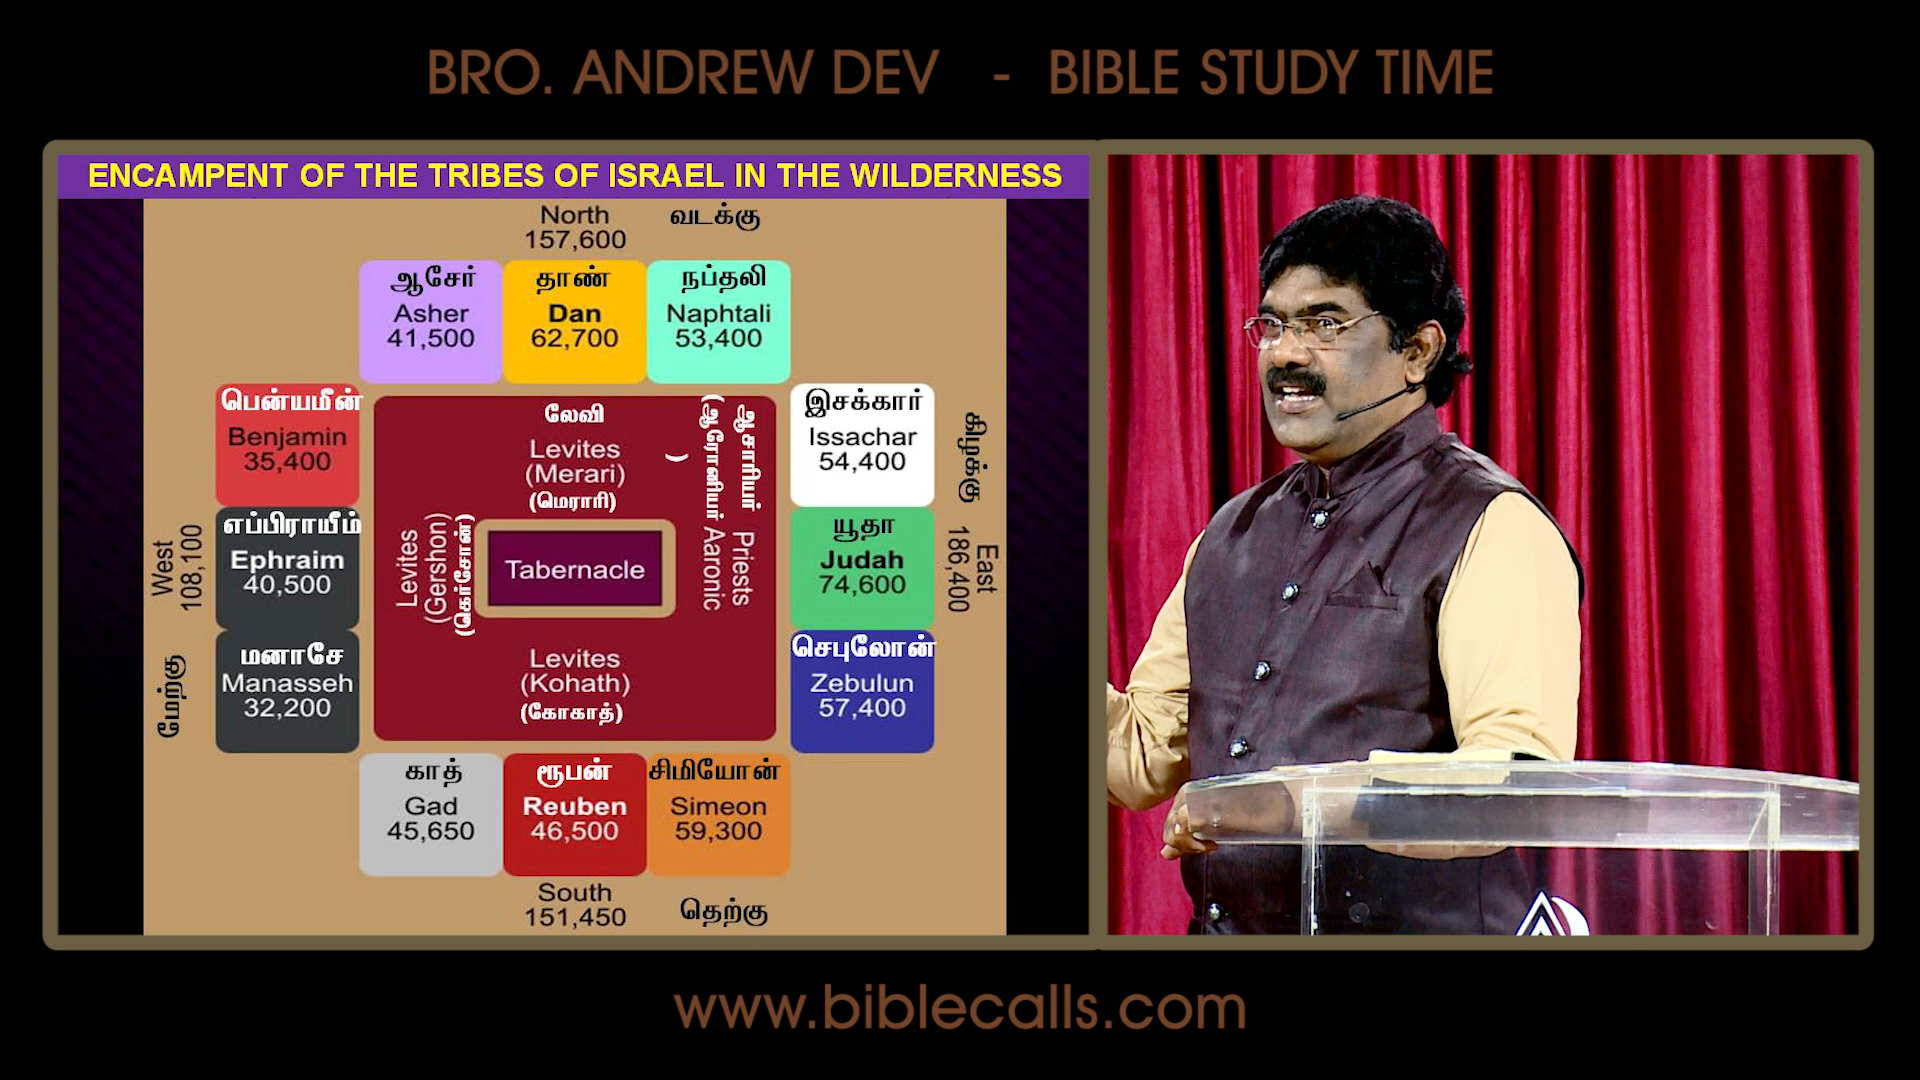 BRO. ANDREW DEV - BIBLE STUDY TIME
ENCAMPENT OF THE TRIBES OF ISRAEL IN THE WILDERNESS
North வடக்கு
157,600
ஆசேர்
Asher
41,500
தாண்
Dan
62,700
நப்தலி
Naphtali
53,400
பென்யமீன்
Benjamin
35,400
எப்பிராயீம்
Ephraim
40,500
மனாசே
Manasseh
32,200
West
108,100
மேற்கு
லேவி
Levites
(Merari)
(மெராரி)
Levites
(Gershon)
(கெர்சோன்)
Tabernacle
ஆசாரியர்
(ஆரோனியர்)
Priests
Aaronic
Levites
(Kohath)
(கோகாத்)
இசக்கார்
Issachar
54,400
யூதா
Judah
74,600
செபுலோன்
Zebulun
57,400
கிழக்கு
East
186,400
காத்
Gad
45,650
ரூபன்
Reuben
46,500
சிமியோன்
Simeon
59,300
South
151,450
தெற்கு
www.biblecalls.com